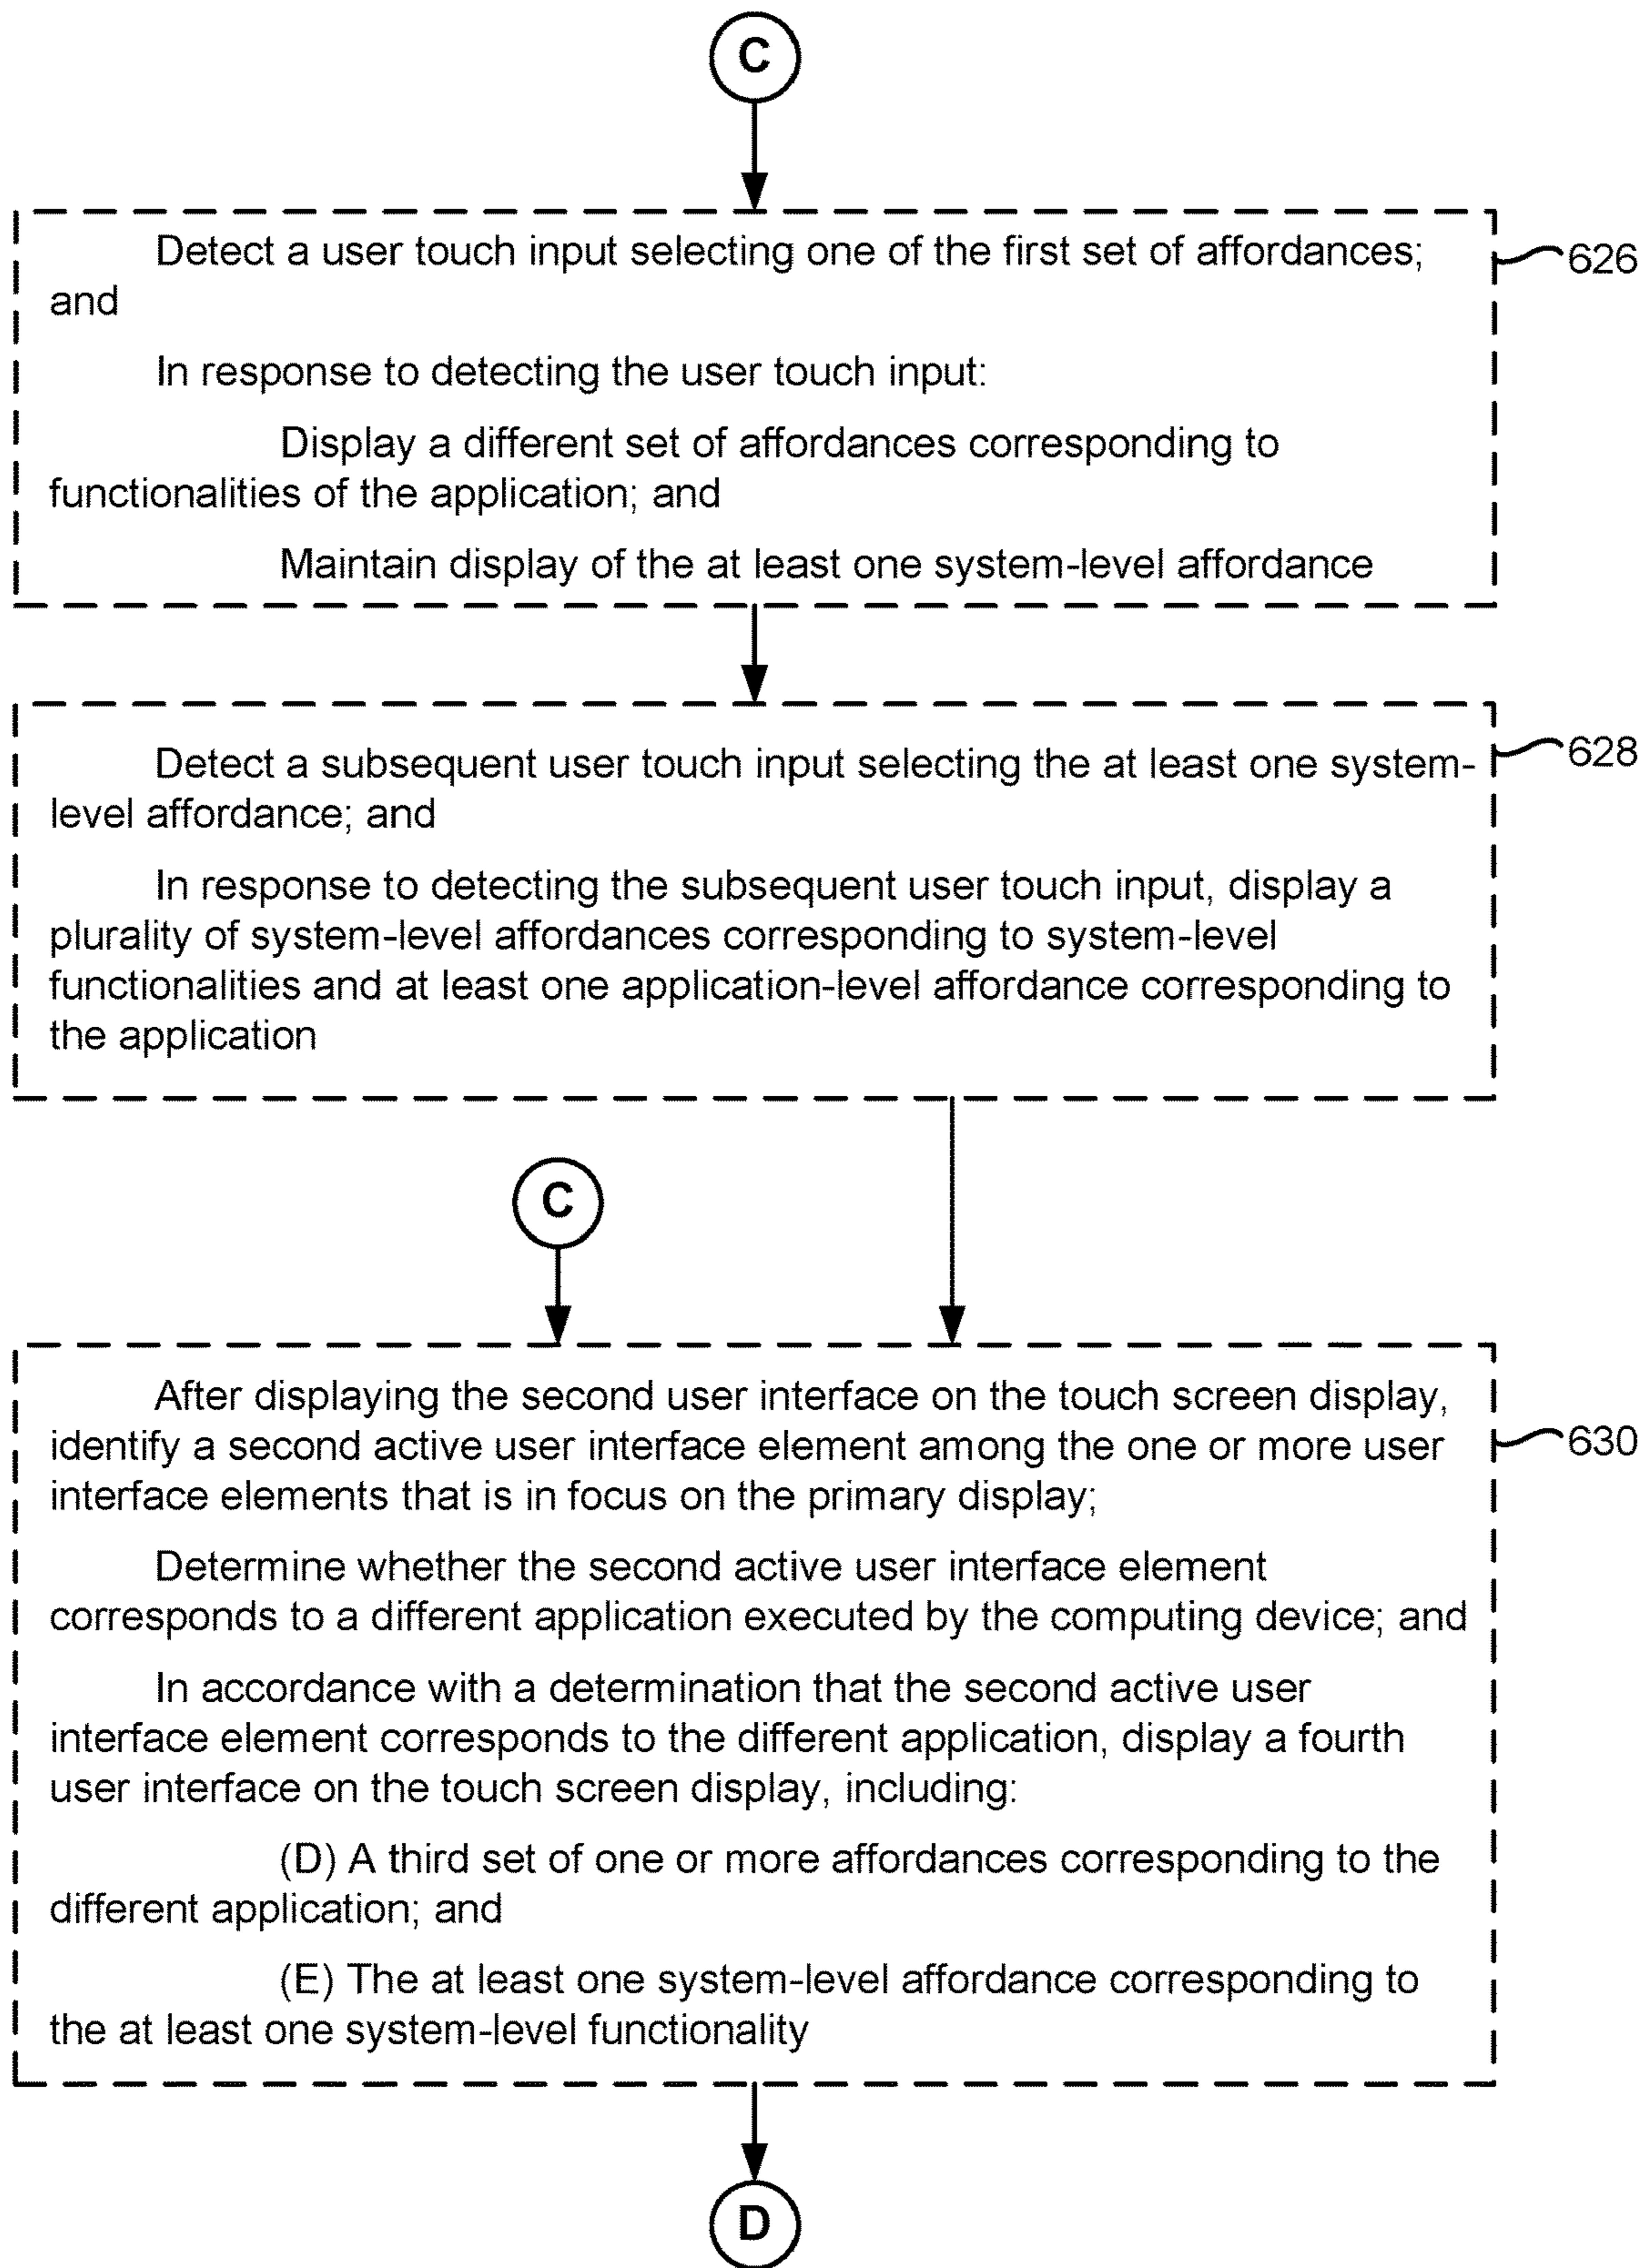 C
Detect a user touch input selecting one of the first set of affordances;
and
In response to detecting the user touch input:
Display a different set of affordances corresponding to
functionalities of the application; and
Maintain display of the at least one system-level affordance
626
Detect a subsequent user touch input selecting the at least one system-
level affordance; and
In response to detecting the subsequent user touch input, display a
plurality of system-level affordances corresponding to system-level
functionalities and at least one application-level affordance corresponding to
the application
628
C
After displaying the second user interface on the touch screen display,
identify a second active user interface element among the one or more user
interface elements that is in focus on the primary display;
Determine whether the second active user interface element
corresponds to a different application executed by the computing device; and
In accordance with a determination that the second active user
interface element corresponds to the different application, display a fourth
user interface on the touch screen display, including:
(D) A third set of one or more affordances corresponding to the
different application; and
(E) The at least one system-level affordance corresponding to
the at least one system-level functionality
630
D